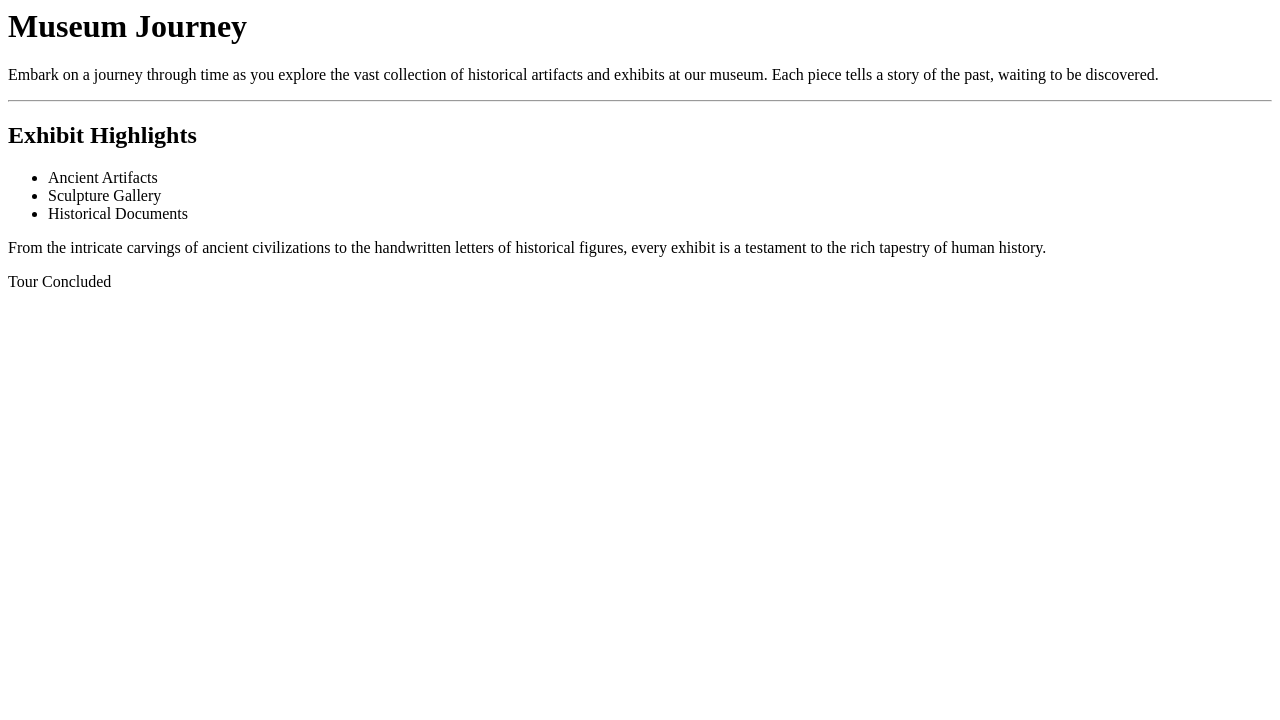 Museum Journey
Embark on a journey through time as you explore the vast collection of historical artifacts and exhibits at our museum. Each piece tells a story of the past, waiting to be discovered.
Exhibit Highlights
Ancient Artifacts
Sculpture Gallery
Historical Documents
From the intricate carvings of ancient civilizations to the handwritten letters of historical figures, every exhibit is a testament to the rich tapestry of human history.
Tour Concluded